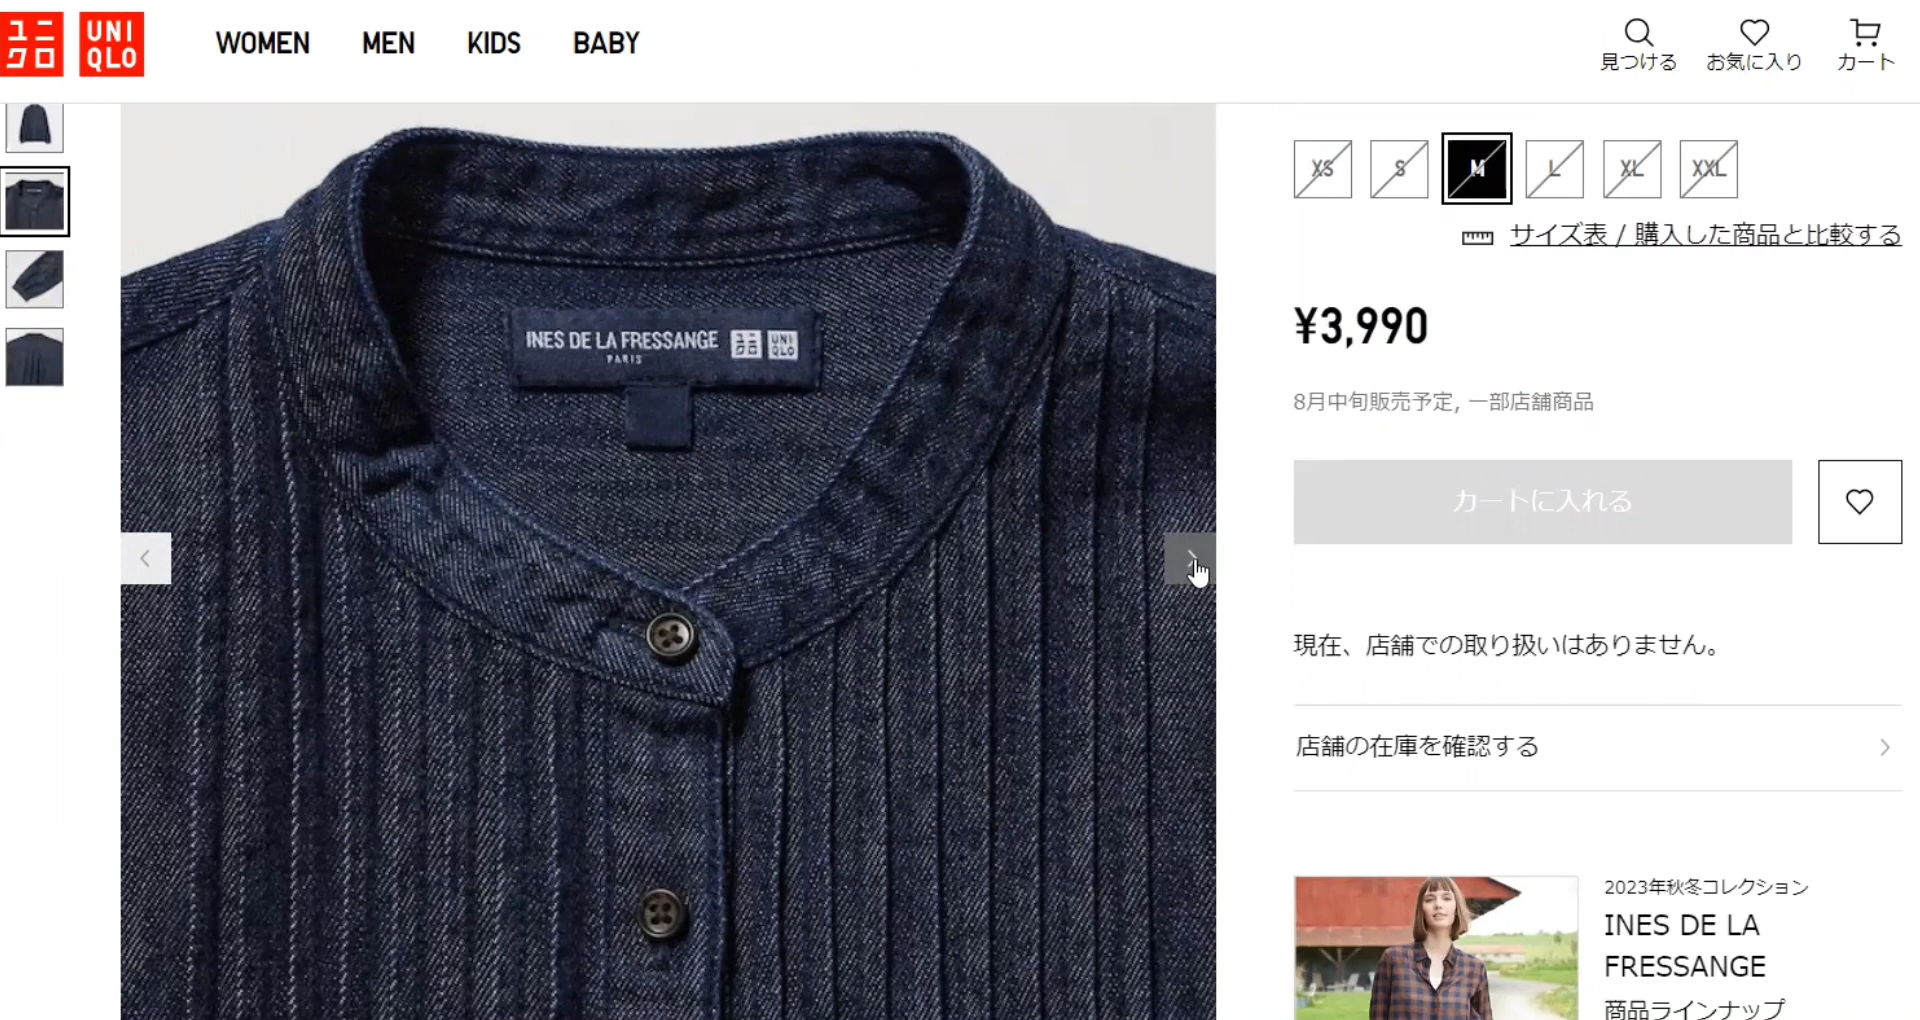 ユニ
クロ
UNI
QLO
WOMEN MEN KIDS BABY
見つける お気に入り カート
XS S M L XL XXL
サイズ表 / 購入した商品と比較する
INES DE LA FRESSANGE
PARIS
ユニ
クロ
UNI
QLO
¥3,990
8月中旬販売予定, 一部店舗商品
カートに入れる
現在、店舗での取り扱いはありません。
店舗の在庫を確認する
2023年秋冬コレクション
INES DE LA
FRESSANGE
商品ラインナップ